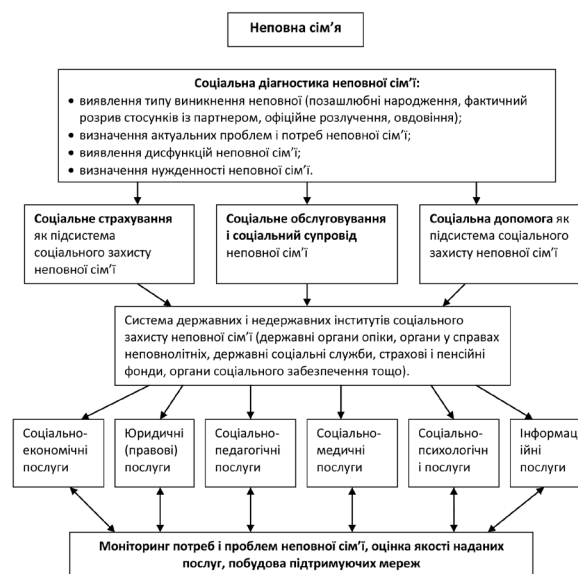 Неповна сім’я
Соціальна діагностика неповної сім’ї:
• виявлення типу виникнення неповної (позашлюбні народження, фактичний
розрив стосунків із партнером, офіційне розлучення, овдовіння);
• визначення актуальних проблем і потреб неповної сім’ї;
• виявлення дисфункцій неповної сім’ї;
• визначення нужденності неповної сім’ї.
Соціальне страхування
як підсистема
соціального захисту
неповної сім’ї
Соціальне обслуговування
і соціальний супровід
неповної сім’ї
Соціальна допомога як
підсистема соціального
захисту неповної сім’ї
Система державних і недержавних інститутів соціального
захисту неповної сім’ї (державні органи опіки, органи у справах
неповнолітніх, державні соціальні служби, страхові і пенсійні
фонди, органи соціального забезпечення тощо).
Соціально-
економічні
послуги
Юридичні
(правові)
послуги
Соціально-
педагогічні
послуги
Соціально-
медичні
послуги
Соціально-
психологічн
і послуги
Інформац
ійні
послуги
Моніторинг потреб і проблем неповної сім’ї, оцінка якості наданих
послуг, побудова підтримуючих мереж